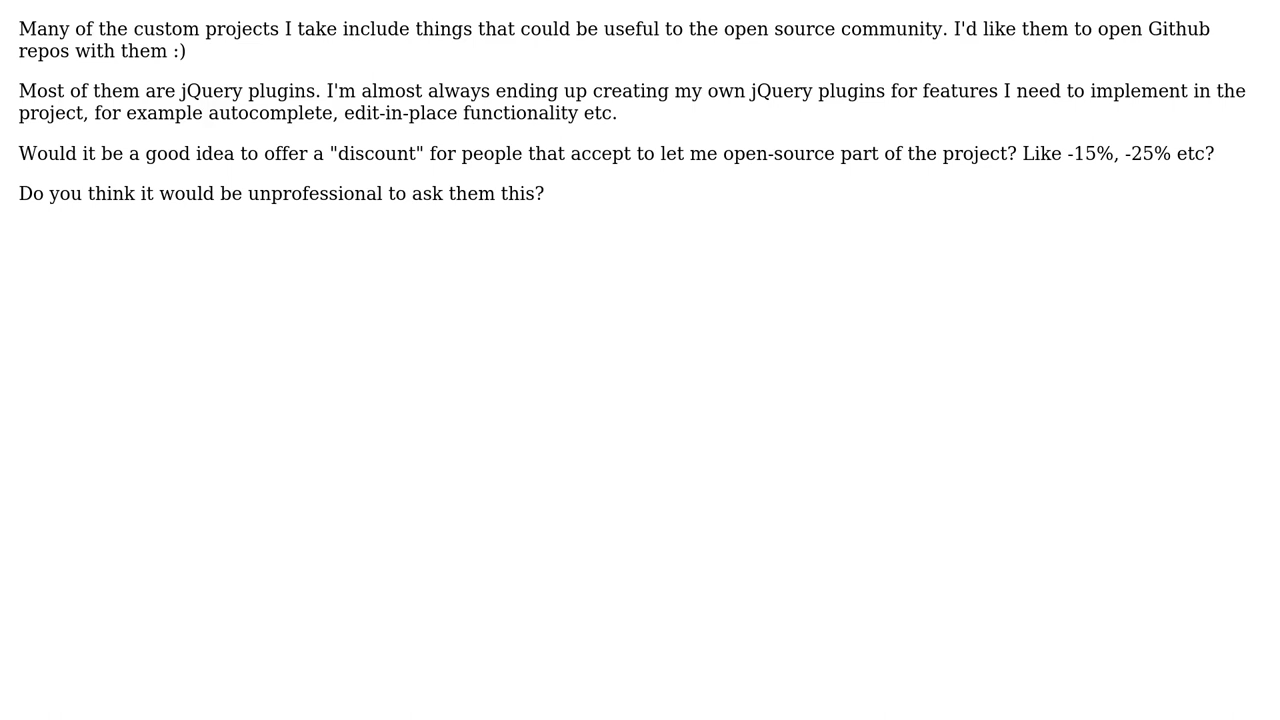 Many of the custom projects I take include things that could be useful to the open source community. I'd like them to open Github
repos with them :)
Most of them are jQuery plugins. I'm almost always ending up creating my own jQuery plugins for features I need to implement in the
project, for example autocomplete, edit-in-place functionality etc.
Would it be a good idea to offer a "discount" for people that accept to let me open-source part of the project? Like -15%, -25% etc?
Do you think it would be unprofessional to ask them this?